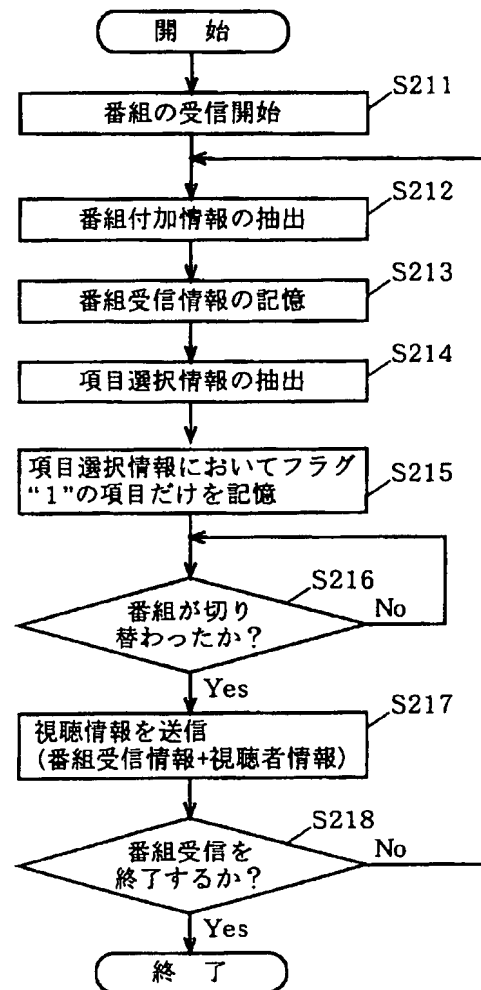 開 始
S211
番組の受信開始
S212
番組付加情報の抽出
S213
番組受信情報の記憶
S214
項目選択情報の抽出
項目選択情報においてフラグ
“1”の項目だけを記憶
S215
S216
番組が切り
替わったか？
No
Yes
S217
視聴情報を送信
(番組受信情報+視聴者情報)
S218
番組受信を
終了するか？
No
Yes
終 了